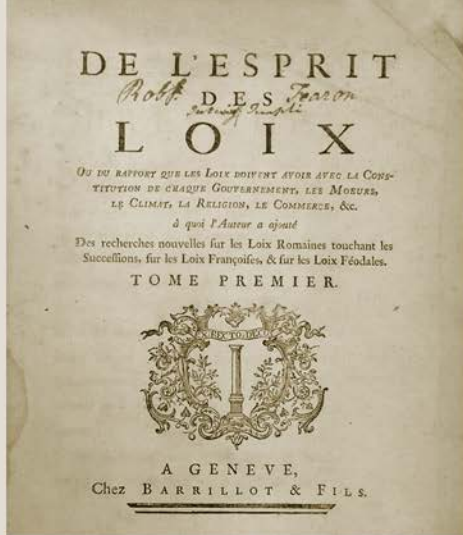 DE L'ESPRIT
Robt. DES Fearon
LOIX
OU DU RAPPORT QUE LES LOIX DOIVENT AVOIR AVEC LA CONS-
TITUTION DE CHAQUE GOUVERNEMENT, LES MOEURS,
LE CLIMAT, LA RELIGION, LE COMMERCE, &c.
à quoi l'Auteur a ajouté
Des recherches nouvelles sur les Loix Romaines touchant les
Successions, sur les Loix Françoises, & sur les Loix Féodales.
TOME PREMIER.
A GENEVE,
Chez BARRILLOT & FILS.